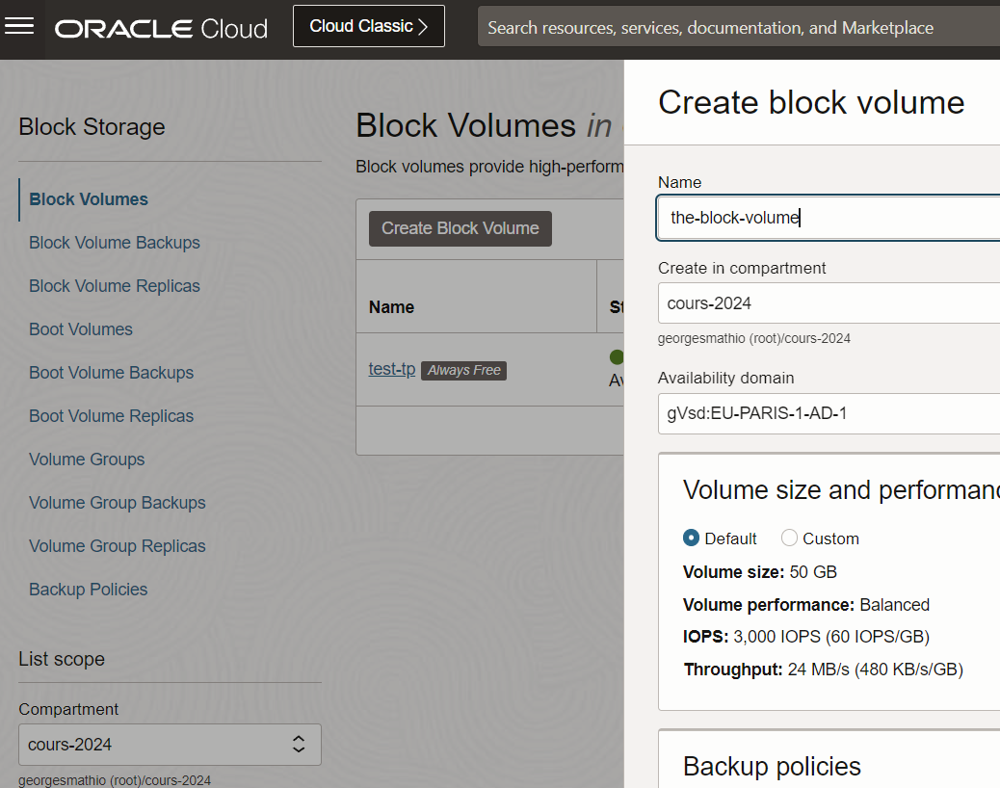 ORACLE Cloud
Cloud Classic
Search resources, services, documentation, and Marketplace
Block Storage
Block Volumes
Block Volume Backups
Block Volume Replicas
Boot Volumes
Boot Volume Backups
Boot Volume Replicas
Volume Groups
Volume Group Backups
Volume Group Replicas
Backup Policies
List scope
Compartment
cours-2024
georgesmathio (root)/cours-2024
Block Volumes in
Block volumes provide high-perform
Create Block Volume
Name
St
test-tp Always Free
Av
Create block volume
Name
the-block-volume
Create in compartment
cours-2024
georgesmathio (root)/cours-2024
Availability domain
gVsd:EU-PARIS-1-AD-1
Volume size and performanc
Default Custom
Volume size: 50 GB
Volume performance: Balanced
IOPS: 3,000 IOPS (60 IOPS/GB)
Throughput: 24 MB/s (480 KB/s/GB)
Backup policies